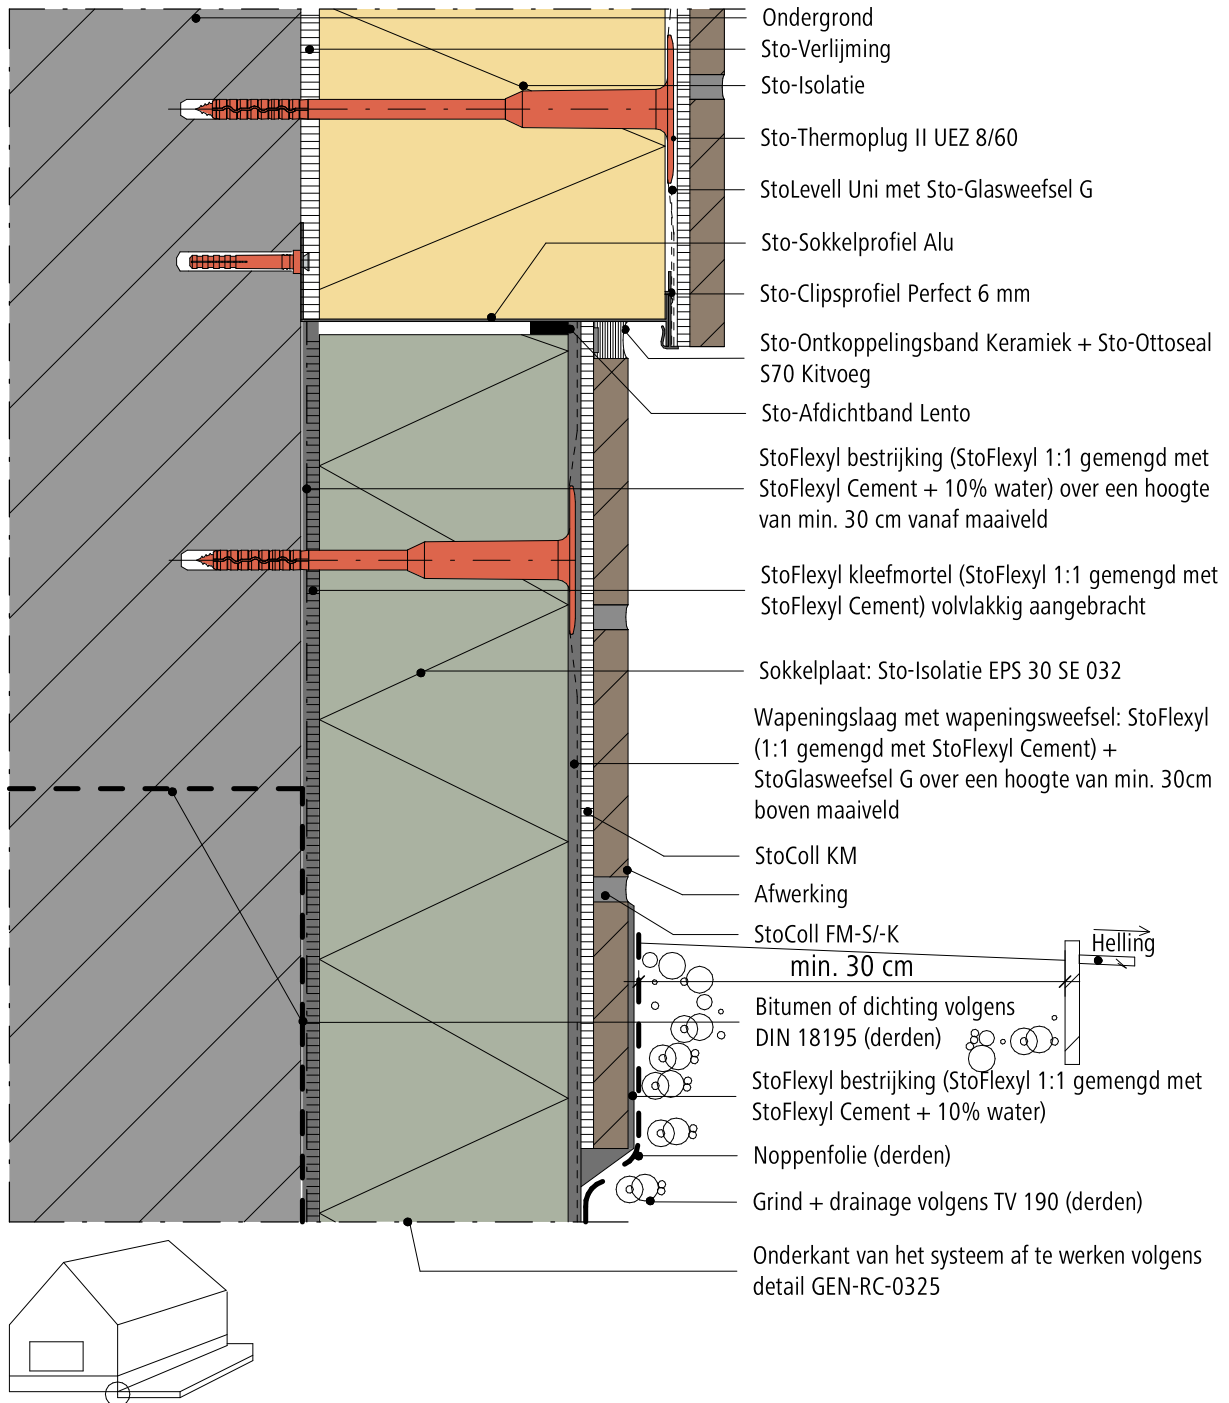 Ondergrond
Sto-Verlijming
Sto-Isolatie
Sto-Thermoplug II UEZ 8/60
StoLevell Uni met Sto-Glasweefsel G
Sto-Sokkelprofiel Alu
Sto-Clipsprofiel Perfect 6 mm
Sto-Ontkoppelingsband Keramiek + Sto-Ottoseal
S70 Kitvoeg
Sto-Afdichtband Lento
StoFlexyl bestrijking (StoFlexyl 1:1 gemengd met
StoFlexyl Cement + 10% water) over een hoogte
van min. 30 cm vanaf maaiveld
StoFlexyl kleefmortel (StoFlexyl 1:1 gemengd met
StoFlexyl Cement) volvlakkig aangebracht
Sokkelplaat: Sto-Isolatie EPS 30 SE 032
Wapeningslaag met wapeningsweefsel: StoFlexyl
(1:1 gemengd met StoFlexyl Cement) +
StoGlasweefsel G over een hoogte van min. 30cm
boven maaiveld
StoColl KM
Afwerking
StoColl FM-S/-K
Helling
min. 30 cm
Bitumen of dichting volgens
DIN 18195 (derden)
StoFlexyl bestrijking (StoFlexyl 1:1 gemengd met
StoFlexyl Cement + 10% water)
Noppenfolie (derden)
Grind + drainage volgens TV 190 (derden)
Onderkant van het systeem af te werken volgens
detail GEN-RC-0325